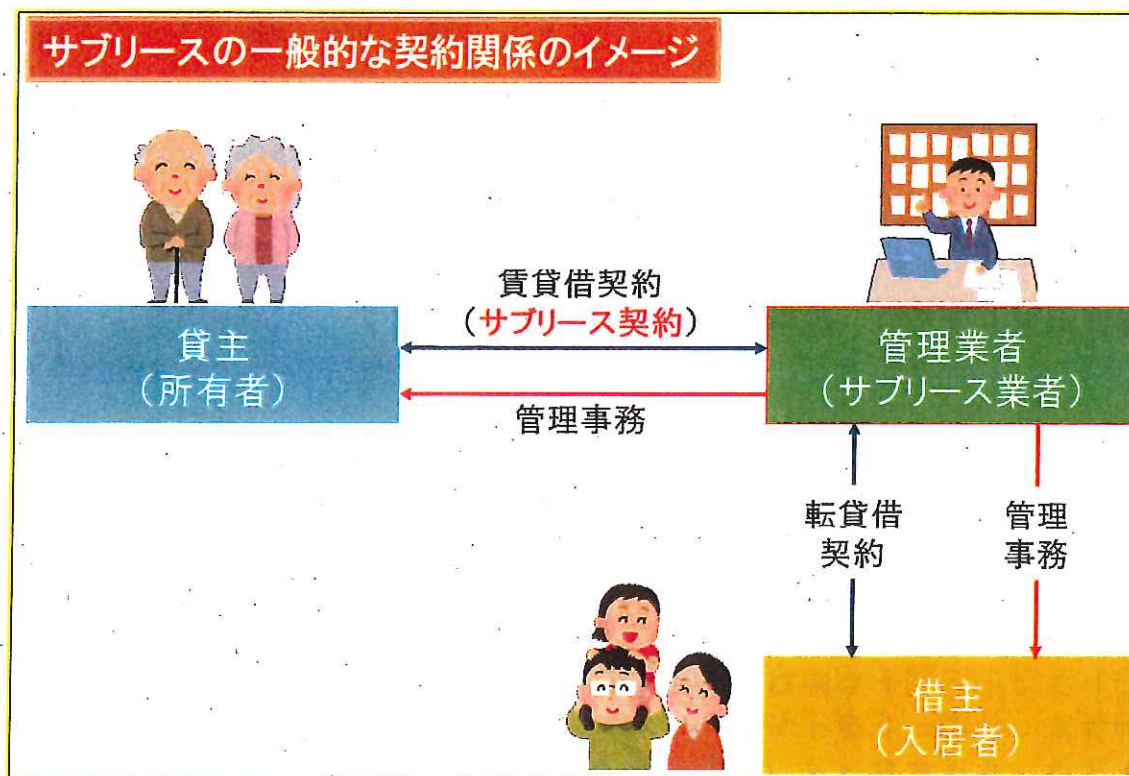 サブリースの一般的な契約関係のイメージ
賃貸借契約
（サブリース契約）
貸主
（所有者）
管理業者
（サブリース業者）
管理事務
転貸借
契約
管理
事務
借主
（入居者）